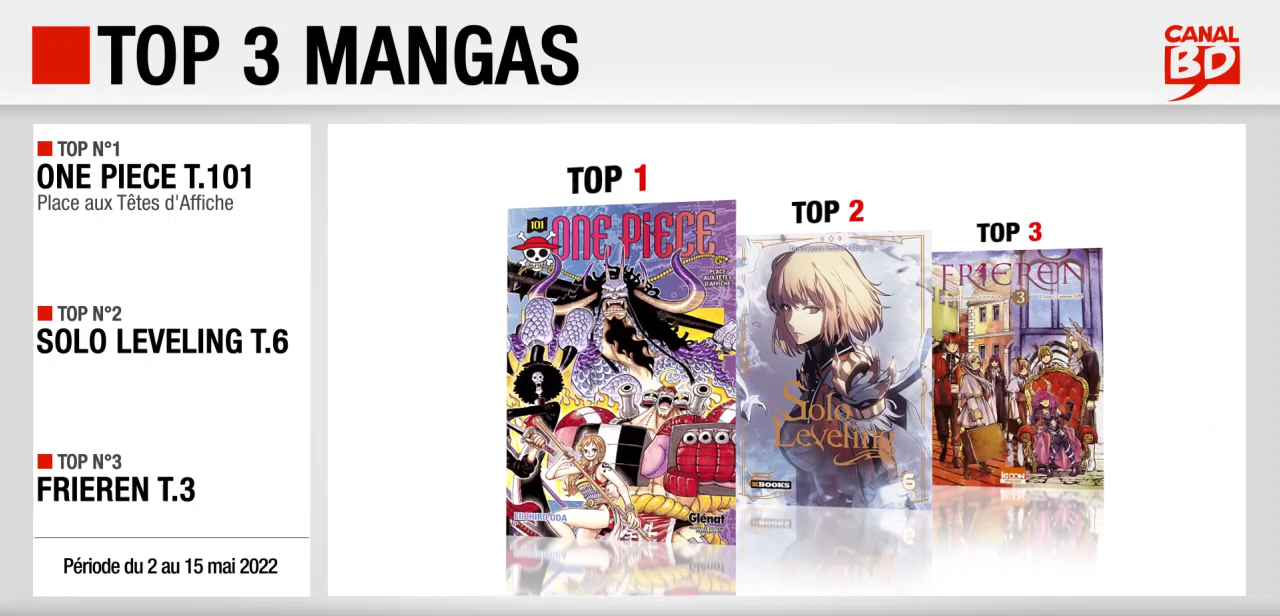 TOP 3 MANGAS
CANAL
BD
TOP N°1
ONE PIECE T.101
Place aux Têtes d'Affiche
TOP N°2
SOLO LEVELING T.6
TOP N°3
FRIEREN T.3
Période du 2 au 15 mai 2022
TOP 1
101
ONE PIECE
PLACE
AUX TÊTES
D'AFFICHE
EIICHIRO ODA
Glénat
TOP 2
Solo
Leveling
KBOOKS
6
TOP 3
FRIEREN
3